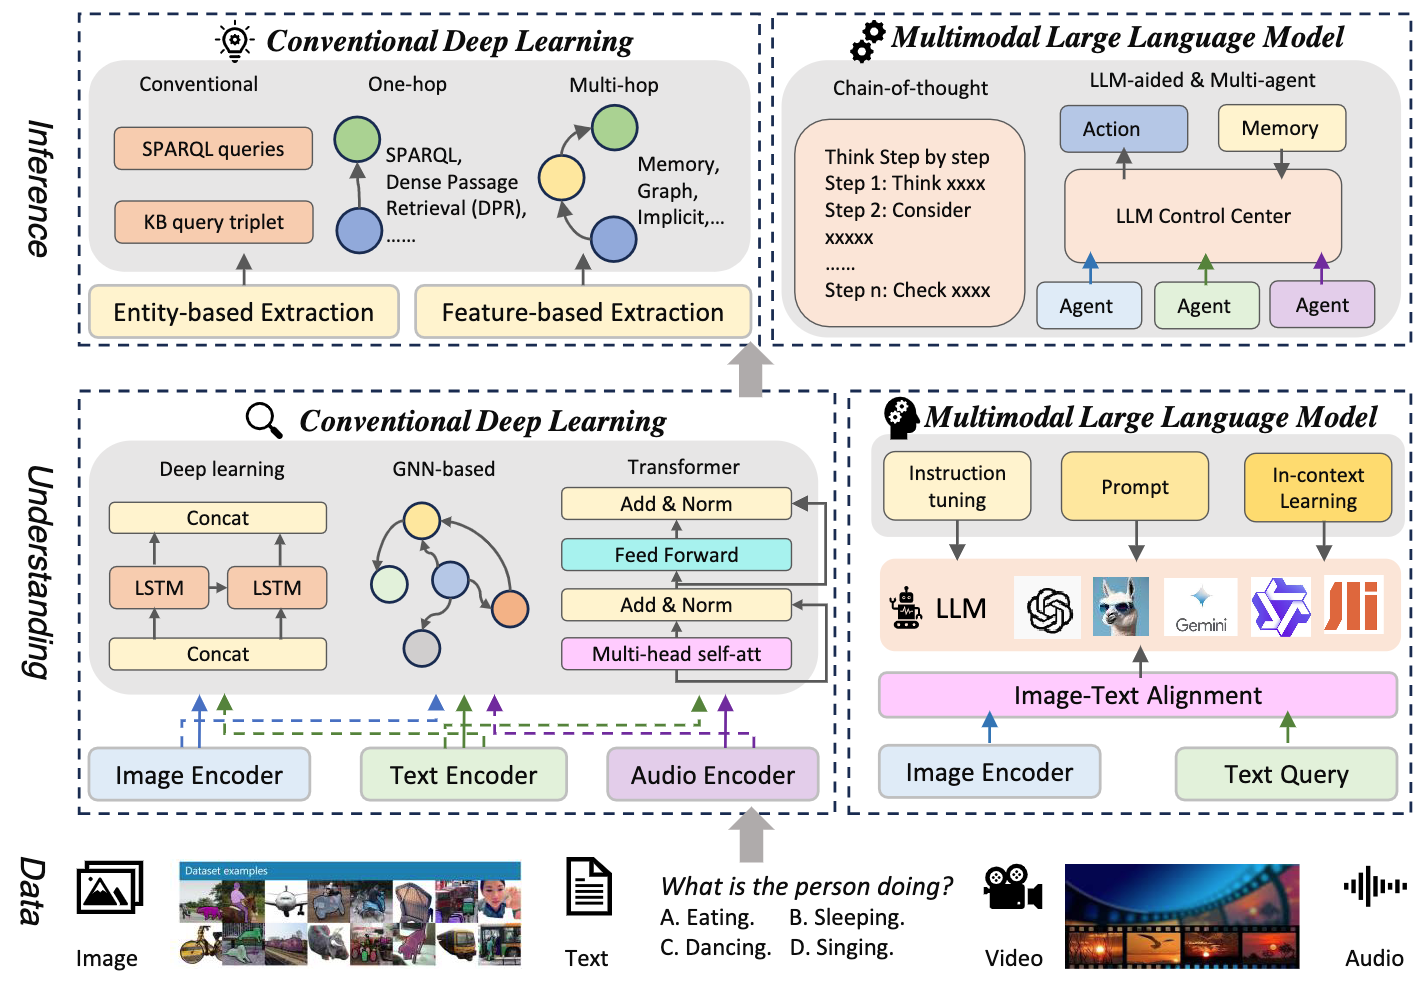 Inference
Conventional Deep Learning
Conventional
SPARQL queries
KB query triplet
One-hop
SPARQL,
Dense Passage
Retrieval (DPR),
......
Multi-hop
Memory,
Graph,
Implicit,...
Entity-based Extraction
Feature-based Extraction
Multimodal Large Language Model
Chain-of-thought
Think Step by step
Step 1: Think xxxx
Step 2: Consider
xxxxx
......
Step n: Check xxxx
LLM-aided & Multi-agent
Action
Memory
LLM Control Center
Agent
Agent
Agent
Understanding
Conventional Deep Learning
Deep learning
Concat
LSTM
LSTM
Concat
GNN-based
Transformer
Add & Norm
Feed Forward
Add & Norm
Multi-head self-att
Image Encoder
Text Encoder
Audio Encoder
Multimodal Large Language Model
Instruction
tuning
Prompt
In-context
Learning
LLM
Gemini
Image-Text Alignment
Image Encoder
Text Query
Data
Image
Dataset examples
Text
What is the person doing?
A. Eating. B. Sleeping.
C. Dancing. D. Singing.
Video
Audio